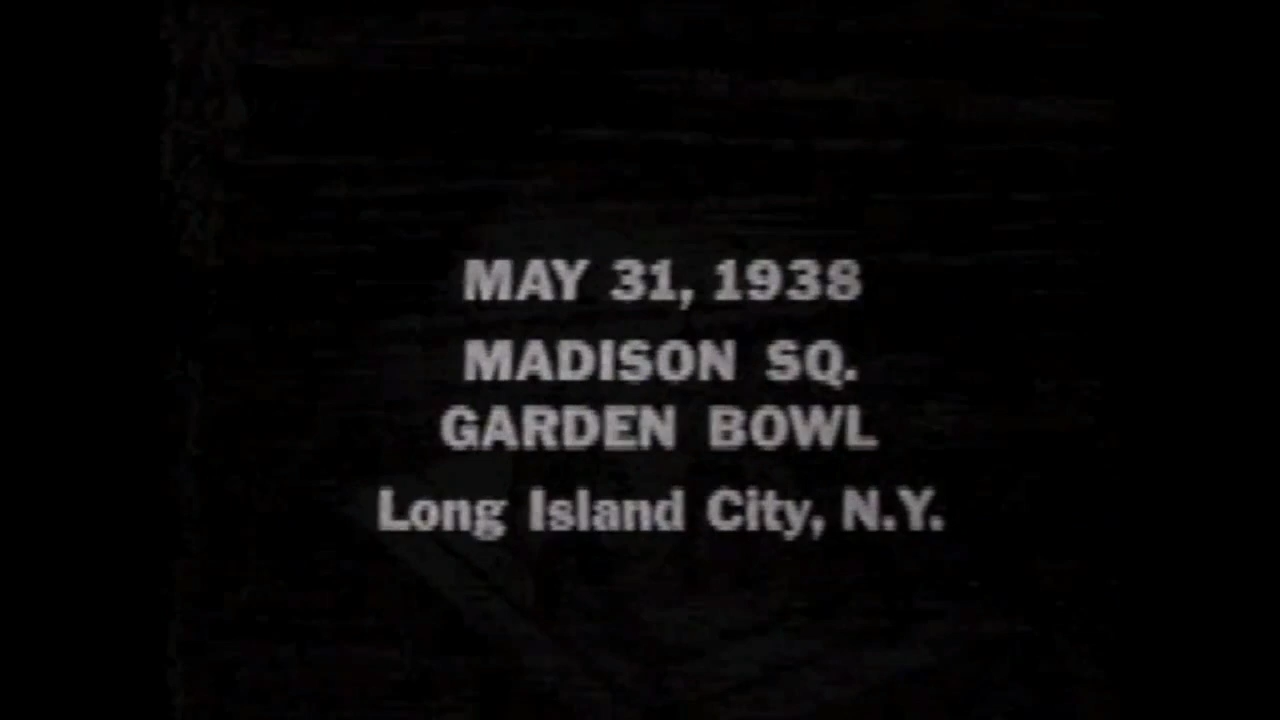 MAY 31, 1938
MADISON SQ.
GARDEN BOWL
Long Island City, N.Y.